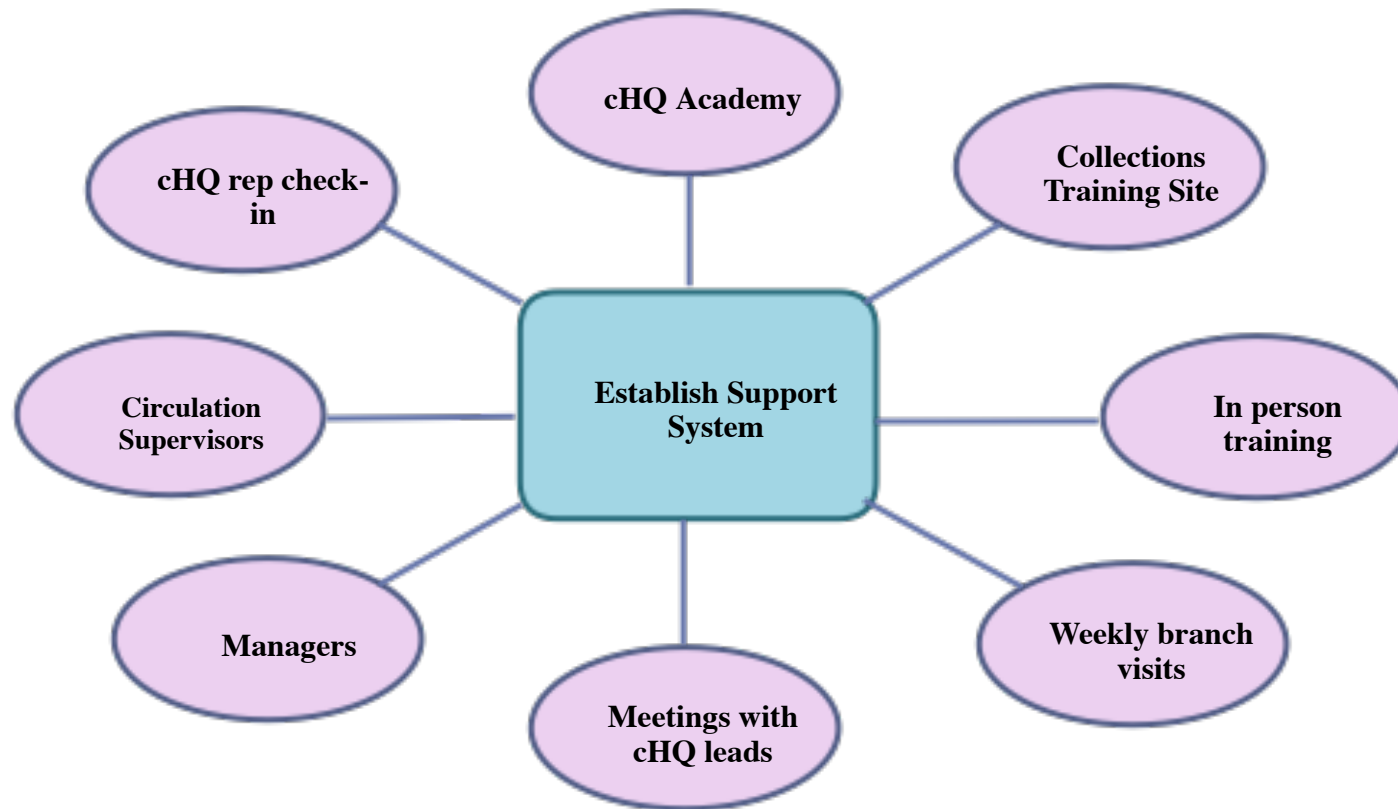 cHQ Academy
Collections
Training Site
cHQ rep check-
in
Establish Support
System
In person
training
Circulation
Supervisors
Weekly branch
visits
Managers
Meetings with
cHQ leads